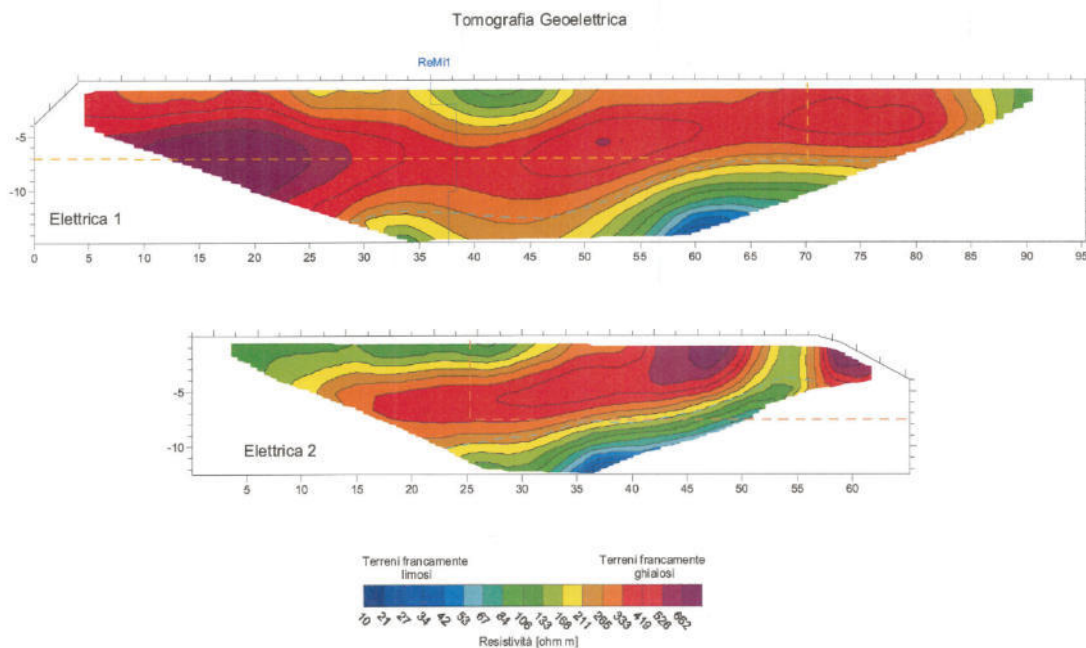 Tomografia Geoelettrica
ReMi1
-5
-10
Elettrica 1
0 5 10 15 20 25 30 35 40 45 50 55 60 65 70 75 80 85 90 95
-5
-10
Elettrica 2
0 5 10 15 20 25 30 35 40 45 50 55 60
Terreni francamente limosi
Terreni francamente ghiaiosi
10 21 27 34 42 53 67 84 106 133 168 211 265 333 419 528 662
Resistività [ohm m]